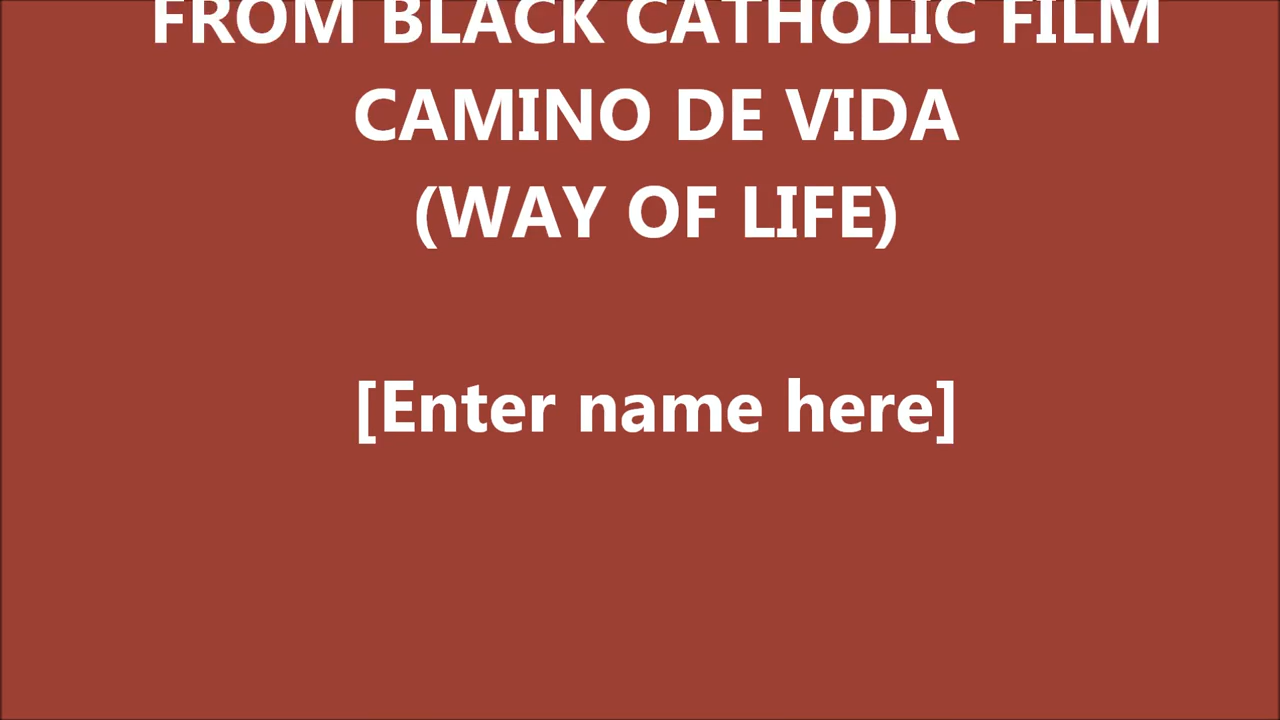 FROM BLACK CATHOLIC FILM
CAMINO DE VIDA
(WAY OF LIFE)
[Enter name here]